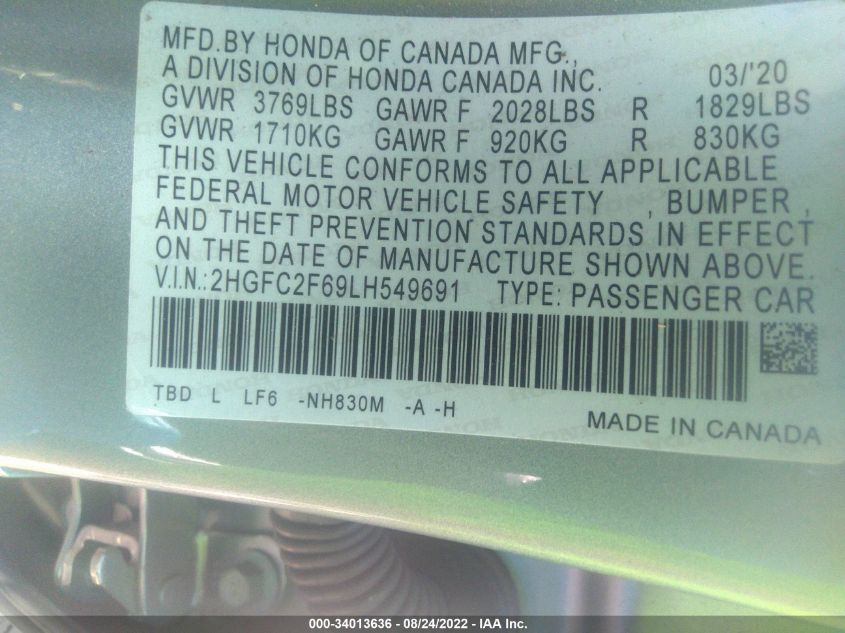 MFD.BY HONDA OF CANADA MFG.,
A DIVISION OF HONDA CANADA INC. 03/'20
GVWR 3769LBS GAWR F 2028LBS R 1829LBS
GVWR 1710KG GAWR F 920KG R 830KG
THIS VEHICLE CONFORMS TO ALL APPLICABLE
FEDERAL MOTOR VEHICLE SAFETY , BUMPER ,
AND THEFT PREVENTION STANDARDS, IN EFFECT
ON THE DATE OF MANUFACTURE SHOWN ABOVE.
V.I.N.: 2HGFC2F69LH549691 TYPE: PASSENGER CAR
TBD L LF6 -NH830M -A -H
MADE IN CANADA
000-34013636 - 08/24/2022 - IAA Inc.